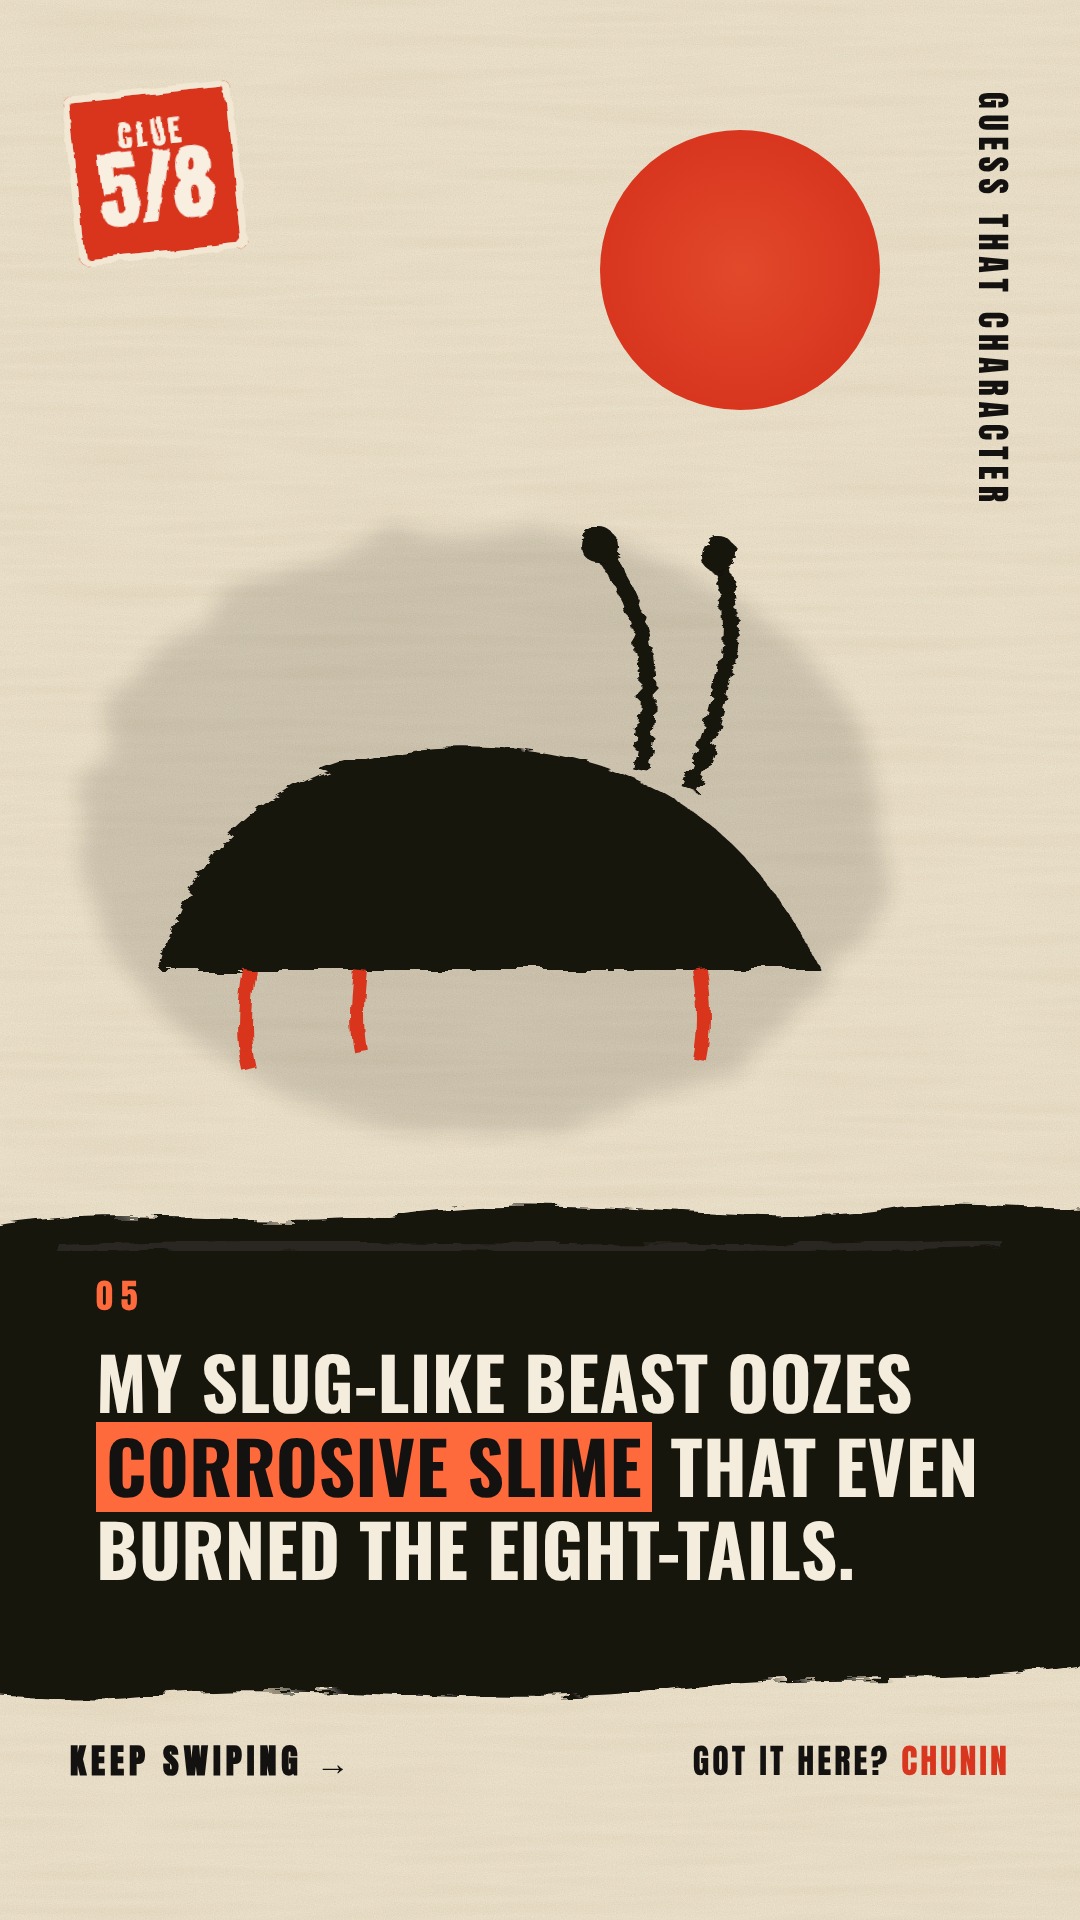 CLUE
5/8
GUESS THAT CHARACTER
05
MY SLUG-LIKE BEAST OOZES
CORROSIVE SLIME THAT EVEN
BURNED THE EIGHT-TAILS.
KEEP SWIPING →
GOT IT HERE? CHUNIN